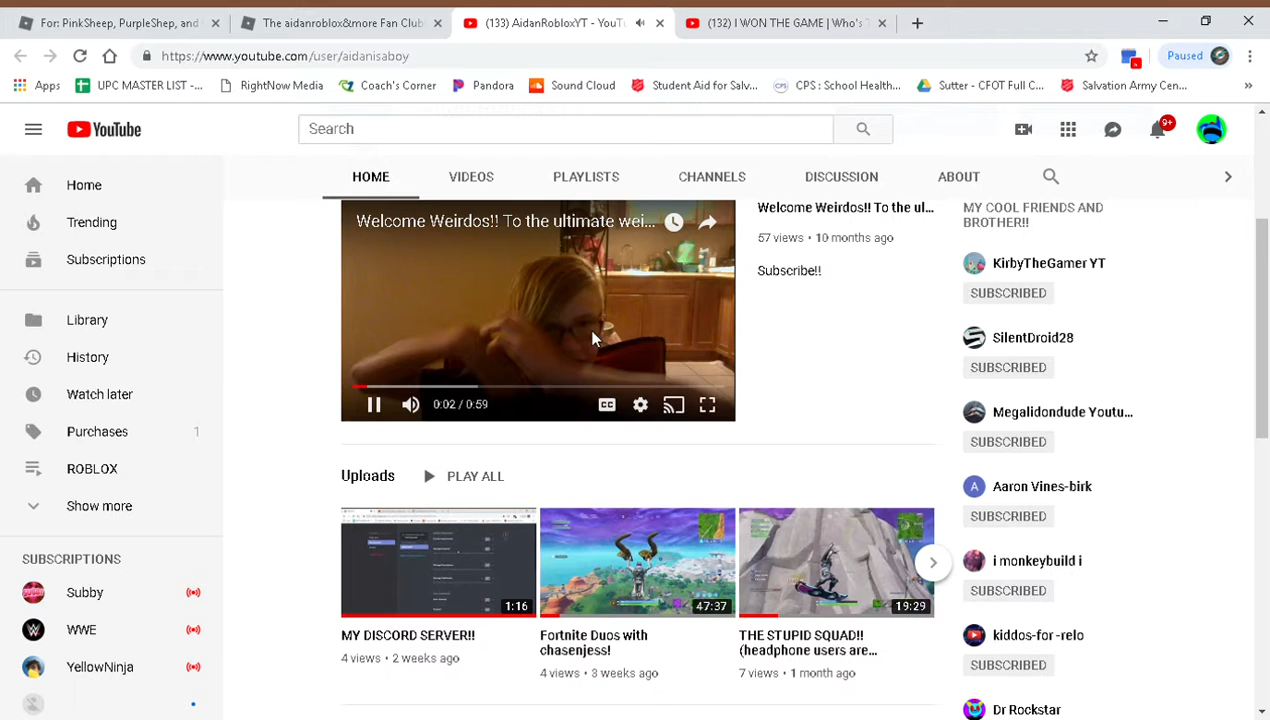 For: PinkSheep, PurpleShep, and
The aidanroblox&more Fan Club
(133) AidanRobloxYT - YouTu
(132) I WON THE GAME | Who's T
https://www.youtube.com/user/aidanisaboy
Paused
Apps
UPC MASTER LIST -...
RightNow Media
Coach's Corner
Pandora
Sound Cloud
Student Aid for Salv...
CPS : School Health...
Sutter - CFOT Full C...
Salvation Army Cen...
»
YouTube
Search
9+
HOME
VIDEOS
PLAYLISTS
CHANNELS
DISCUSSION
ABOUT
Home
Trending
Subscriptions
Library
History
Watch later
Purchases 1
ROBLOX
Show more
SUBSCRIPTIONS
Subby
WWE
YellowNinja
Welcome Weirdos!! To the ultimate wei...
0:02 / 0:59
CC
Welcome Weirdos!! To the ul...
57 views • 10 months ago
Subscribe!!
Uploads
PLAY ALL
1:16
MY DISCORD SERVER!!
4 views • 2 weeks ago
47:37
Fortnite Duos with
chasenjess!
4 views • 3 weeks ago
19:29
THE STUPID SQUAD!!
(headphone users are...
7 views • 1 month ago
MY COOL FRIENDS AND
BROTHER!!
KirbyTheGamer YT
SUBSCRIBED
SilentDroid28
SUBSCRIBED
Megalidondude Youtu...
SUBSCRIBED
A
Aaron Vines-birk
SUBSCRIBED
i monkeybuild i
SUBSCRIBED
kiddos-for -relo
SUBSCRIBED
Dr Rockstar